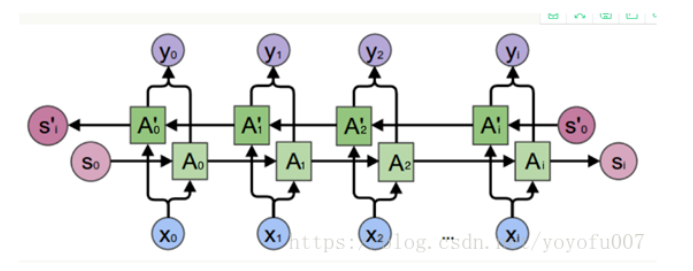 y₀ y₁ y₂ yᵢ
s'ᵢ A'₀ A'₁ A'₂ A'ᵢ s'₀
s₀ A₀ A₁ A₂ Aᵢ sᵢ
x₀ x₁ x₂ ... xᵢ
https://blog.csdn.net/yoyofu007